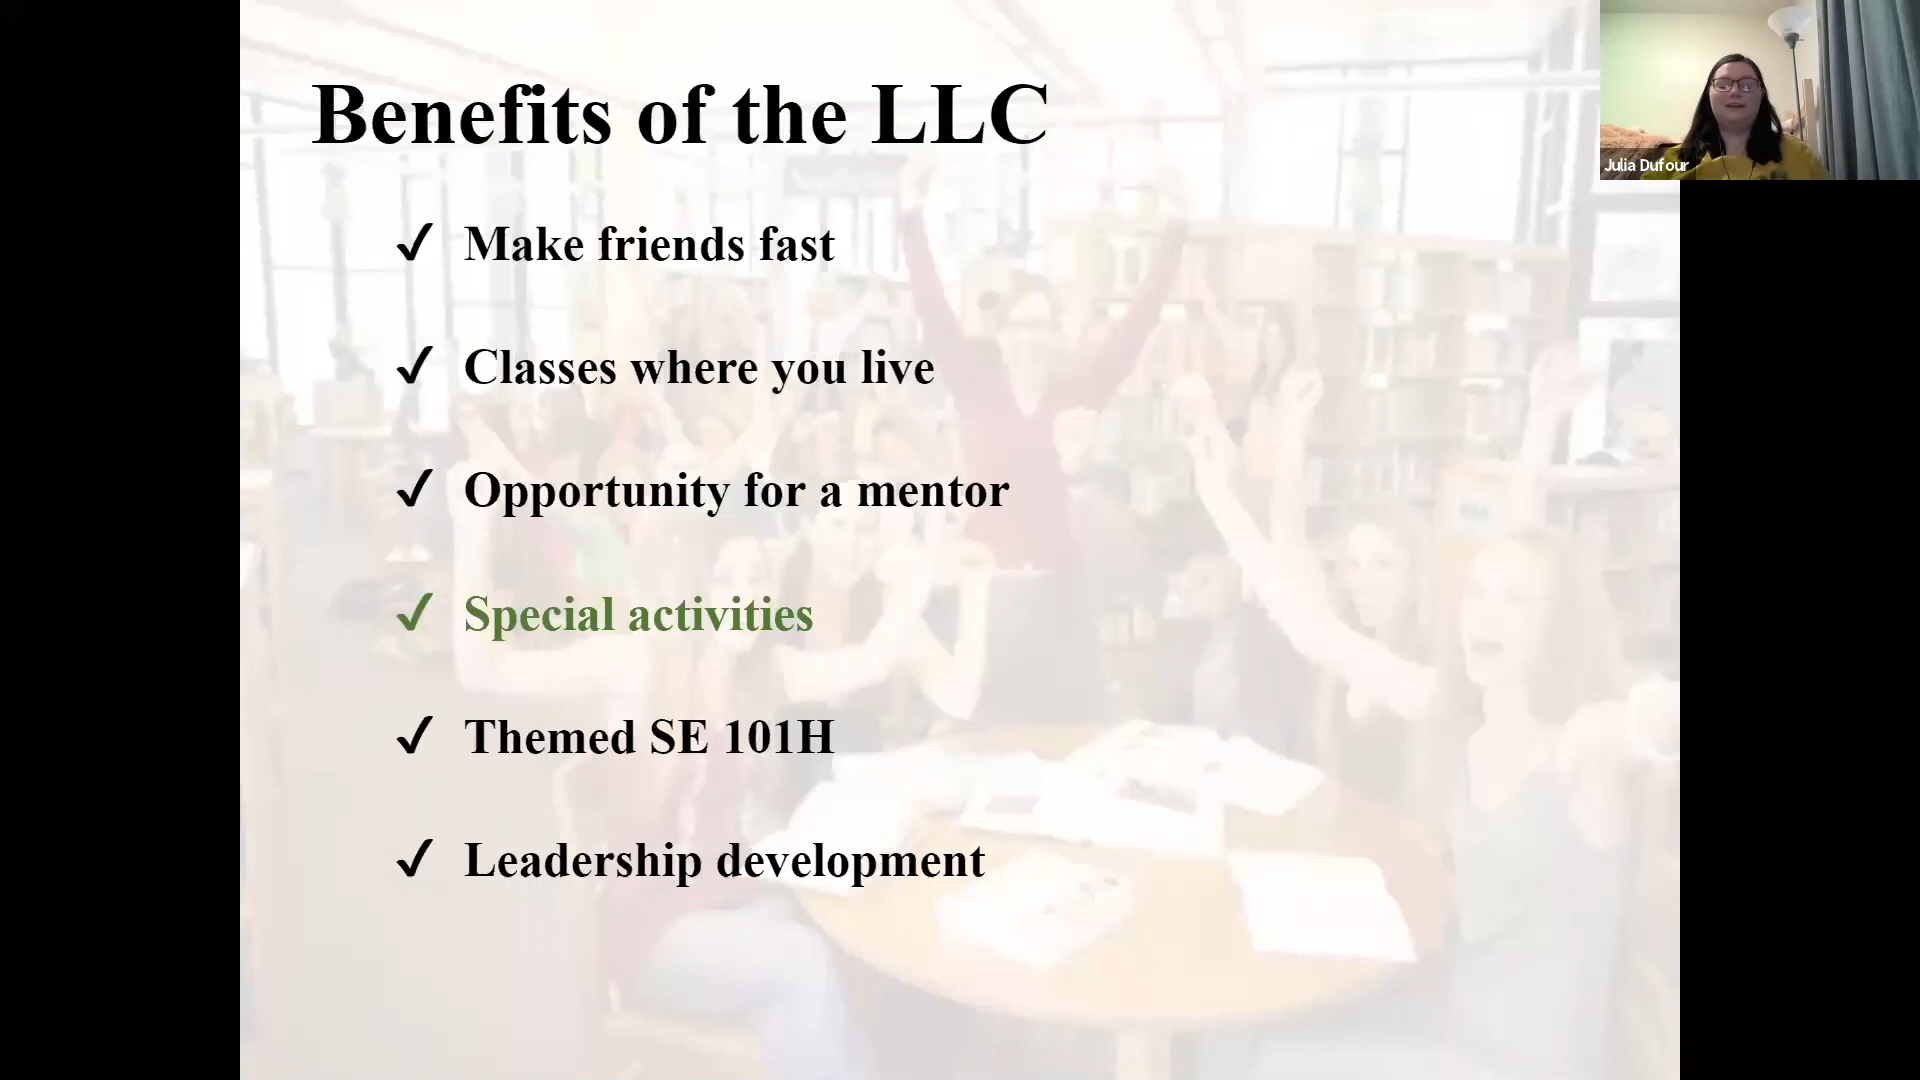 Benefits of the LLC
Julia Dufour
✓ Make friends fast
✓ Classes where you live
✓ Opportunity for a mentor
✓ Special activities
✓ Themed SE 101H
✓ Leadership development